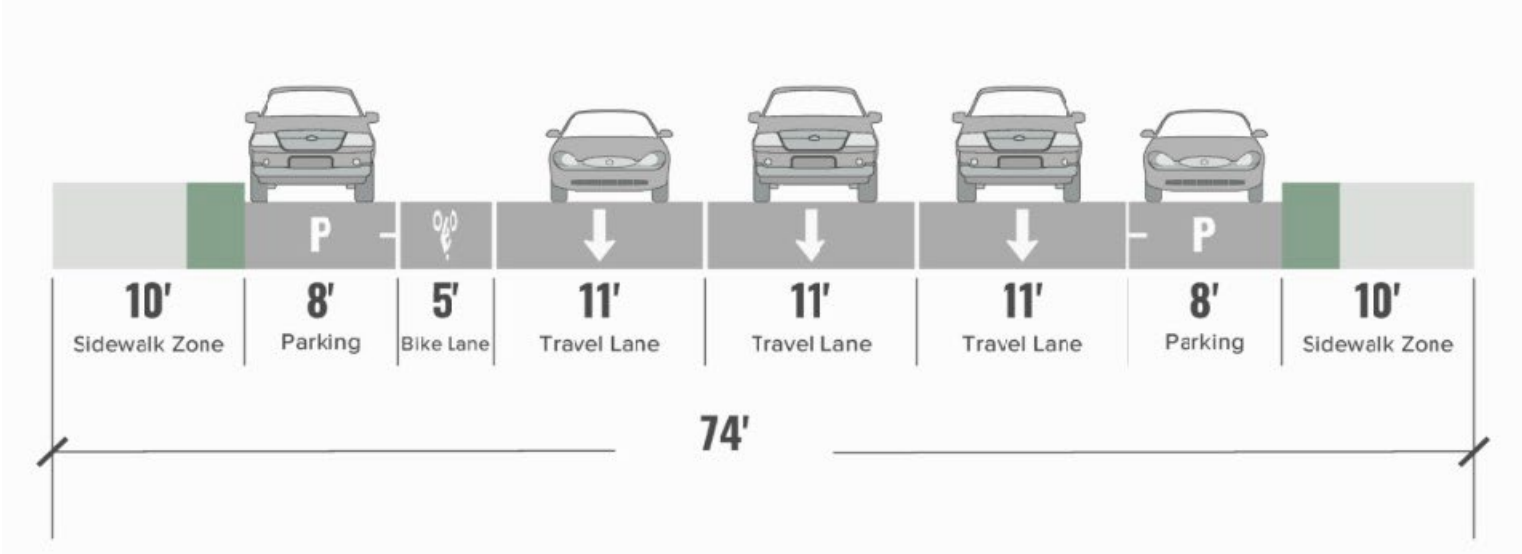 P P
10' 8' 5' 11' 11' 11' 8' 10'
Sidewalk Zone Parking Bike Lane Travel Lane Travel Lane Travel Lane Parking Sidewalk Zone
74'